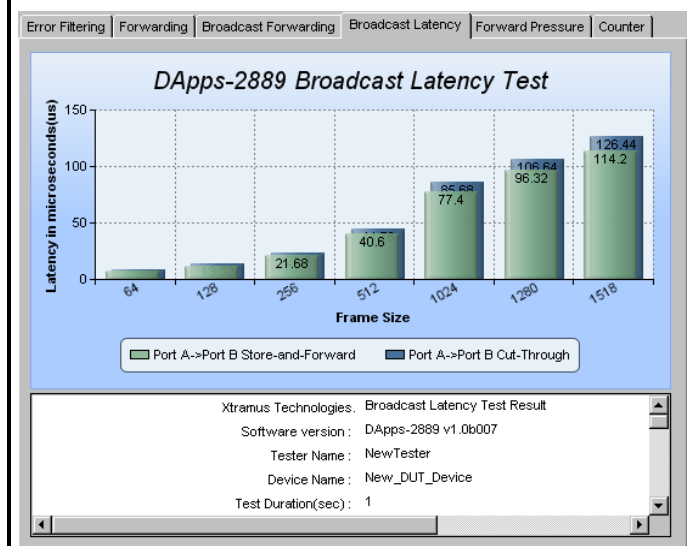 Error Filtering Forwarding Broadcast Forwarding Broadcast Latency Forward Pressure Counter
DApps-2889 Broadcast Latency Test
Latency in microseconds(us)
150
100
50
0
21.68
40.6
85.68
77.4
106.64
96.32
126.44
114.2
64 128 256 512 1024 1280 1518
Frame Size
Port A->Port B Store-and-Forward Port A->Port B Cut-Through
Xtramus Technologies. Broadcast Latency Test Result
Software version : DApps-2889 v1.0b007
Tester Name : NewTester
Device Name : New_DUT_Device
Test Duration(sec) : 1